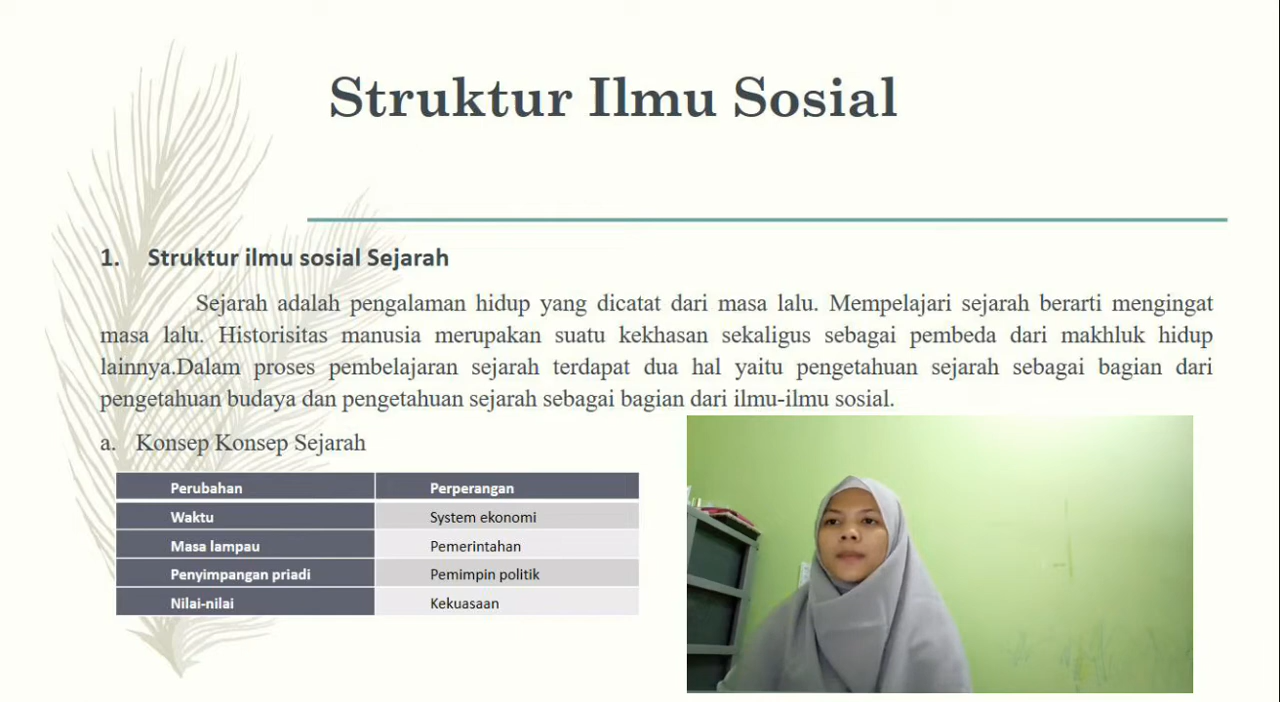 Struktur Ilmu Sosial
1. Struktur ilmu sosial Sejarah
Sejarah adalah pengalaman hidup yang dicatat dari masa lalu. Mempelajari sejarah berarti mengingat
masa lalu. Historisitas manusia merupakan suatu kekhasan sekaligus sebagai pembeda dari makhluk hidup
lainnya.Dalam proses pembelajaran sejarah terdapat dua hal yaitu pengetahuan sejarah sebagai bagian dari
pengetahuan budaya dan pengetahuan sejarah sebagai bagian dari ilmu-ilmu sosial.
a. Konsep Konsep Sejarah
Perubahan Perperangan
Waktu System ekonomi
Masa lampau Pemerintahan
Penyimpangan priadi Pemimpin politik
Nilai-nilai Kekuasaan